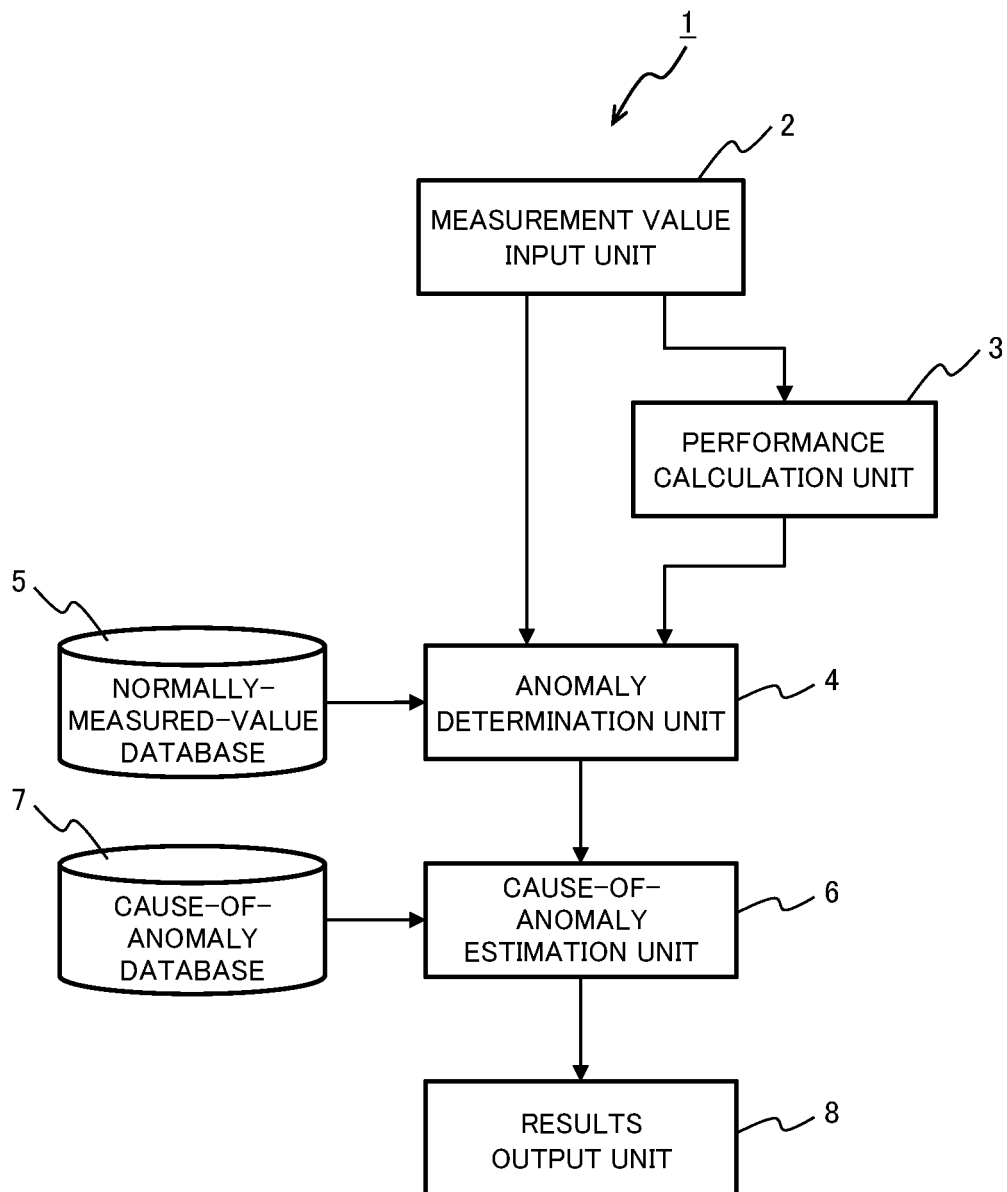 1
2
MEASUREMENT VALUE
INPUT UNIT
3
PERFORMANCE
CALCULATION UNIT
5
NORMALLY-
MEASURED-VALUE
DATABASE
ANOMALY
DETERMINATION UNIT
4
7
CAUSE-OF-
ANOMALY
DATABASE
CAUSE-OF-
ANOMALY
ESTIMATION UNIT
6
RESULTS
OUTPUT UNIT
8